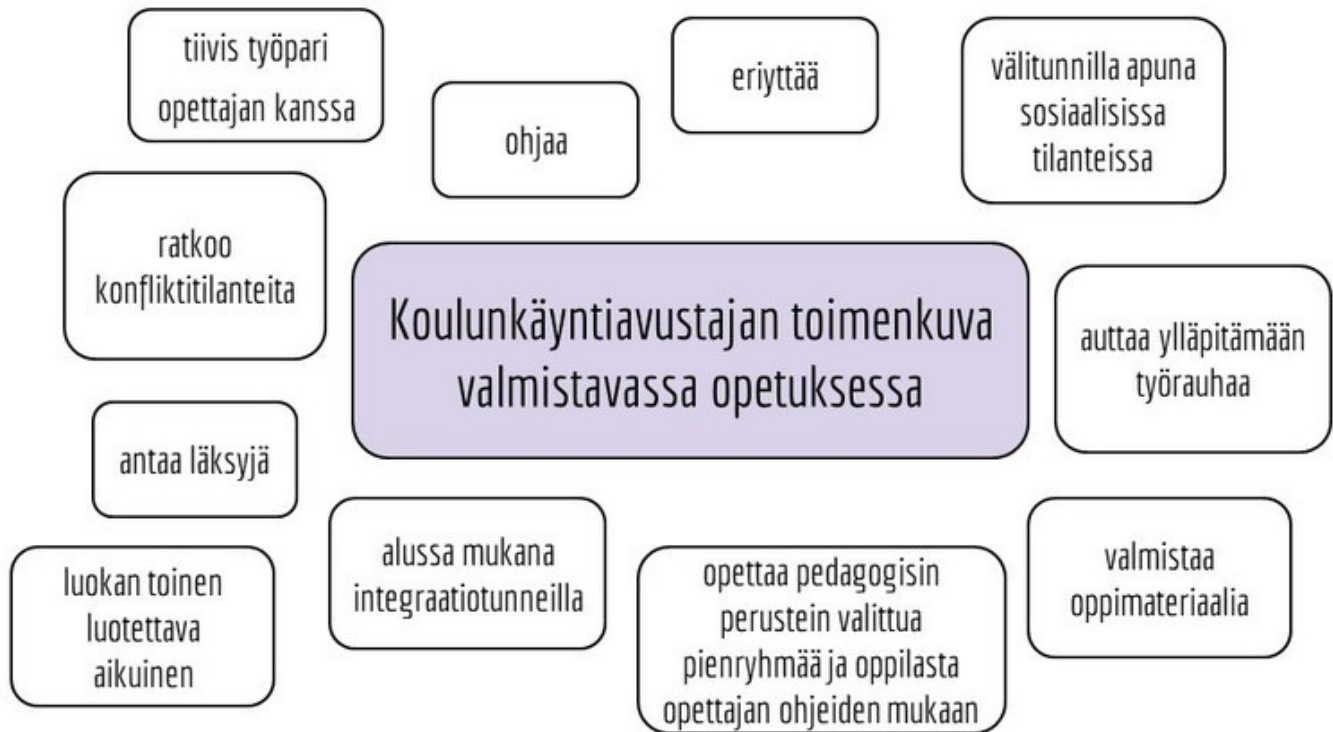 tiivis työpari
opettajan kanssa
ohjaa
eriyttää
välitunnilla apuna
sosiaalisissa
tilanteissa
ratkoo
konfliktitilanteita
Koulunkäyntiavustajan toimenkuva
valmistavassa opetuksessa
auttaa ylläpitämään
työrauhaa
antaa läksyjä
alussa mukana
integraatiotunneilla
luokan toinen
luotettava
aikuinen
opettaa pedagogisin
perustein valittua
pienryhmää ja oppilasta
opettajan ohjeiden mukaan
valmistaa
oppimateriaalia